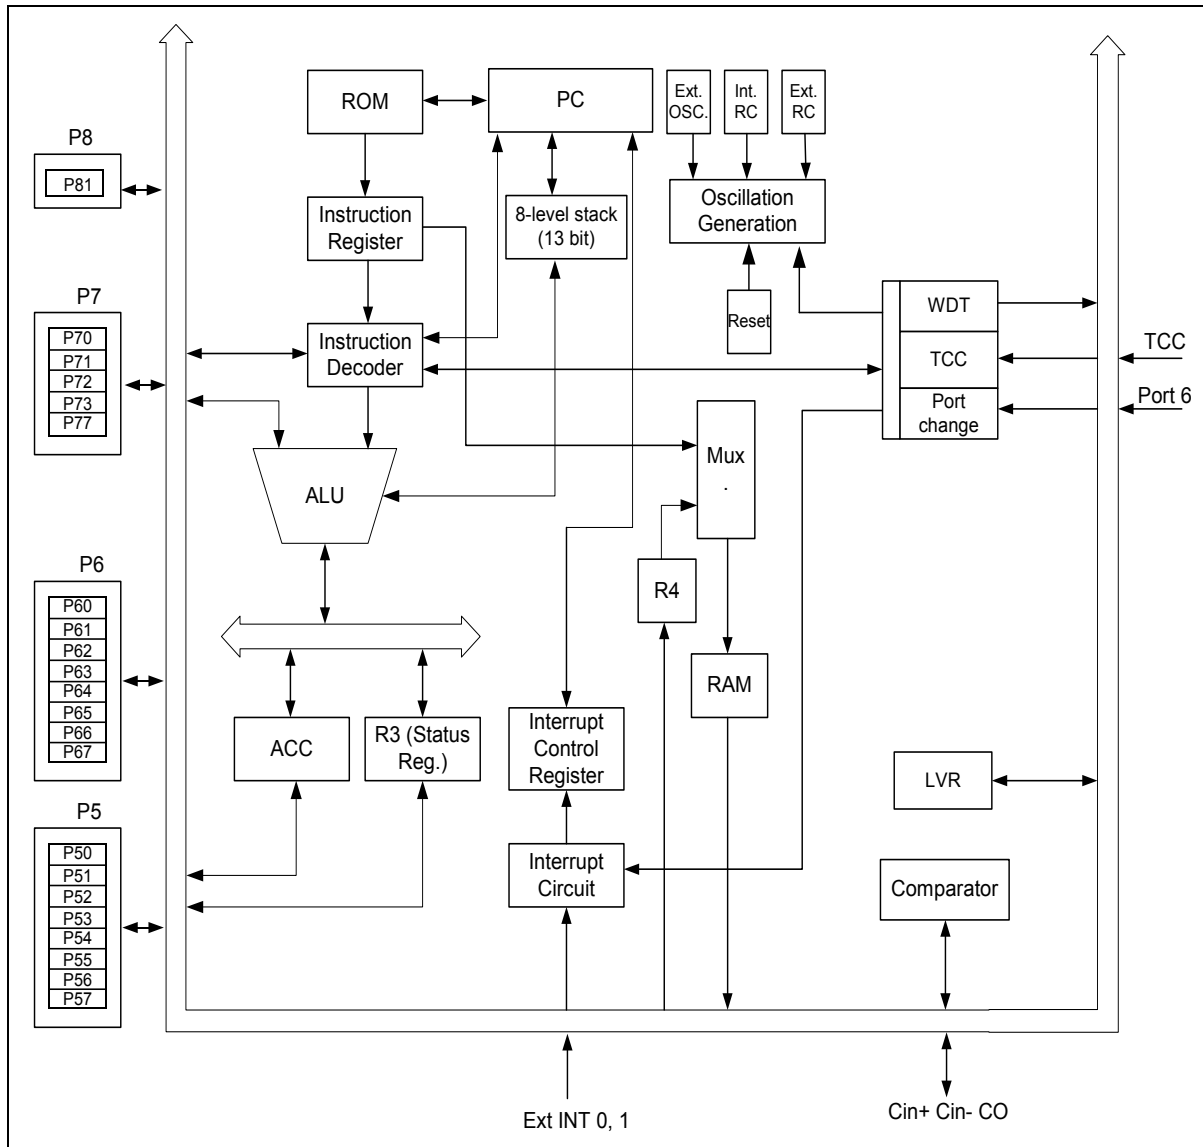 ROM
PC
Ext.
OSC.
Int.
RC
Ext.
RC
P8
P81
Instruction
Register
8-level stack
(13 bit)
Oscillation
Generation
P7
P70
P71
P72
P73
P77
Instruction
Decoder
Reset
WDT
TCC
Port
change
TCC
Port 6
ALU
Mux
.
P6
P60
P61
P62
P63
P64
P65
P66
P67
R4
RAM
ACC
R3 (Status
Reg.)
Interrupt
Control
Register
LVR
P5
P50
P51
P52
P53
P54
P55
P56
P57
Interrupt
Circuit
Comparator
Ext INT 0, 1
Cin+ Cin- CO